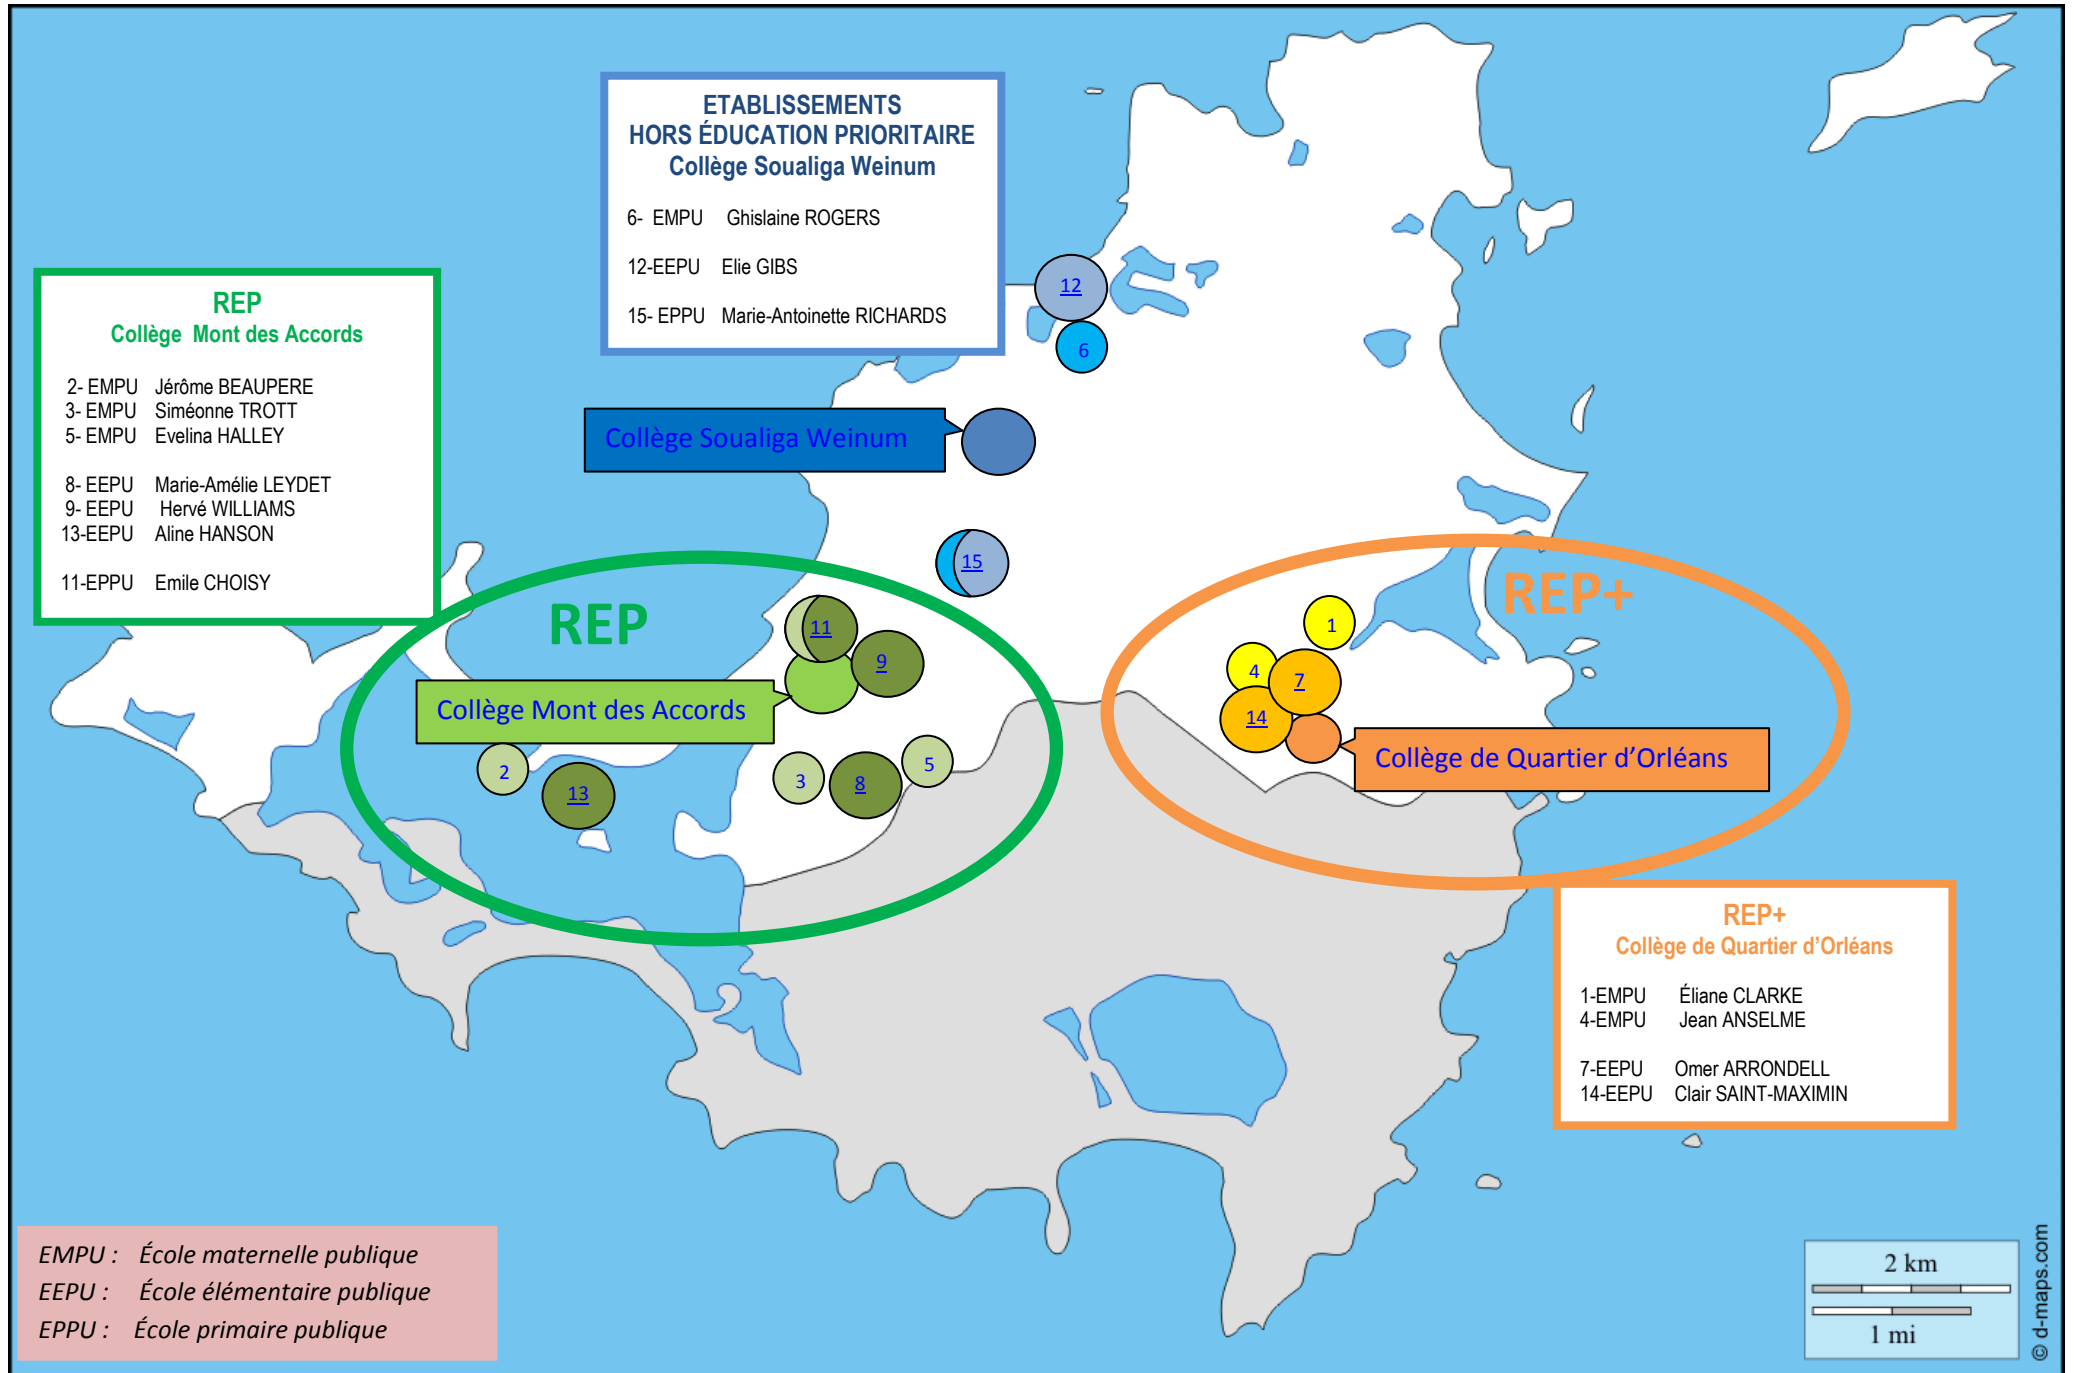 ETABLISSEMENTS
HORS ÉDUCATION PRIORITAIRE
Collège Soualiga Weinum
6- EMPU Ghislaine ROGERS
12-EEPU Elie GIBS
15- EPPU Marie-Antoinette RICHARDS
REP
Collège Mont des Accords
2- EMPU Jérôme BEAUPERE
3- EMPU Siméonne TROTT
5- EMPU Evelina HALLEY
8- EEPU Marie-Amélie LEYDET
9- EEPU Hervé WILLIAMS
13-EEPU Aline HANSON
11-EPPU Emile CHOISY
12
6
Collège Soualiga Weinum
15
REP
11
9
Collège Mont des Accords
2
13
3
8
5
REP+
1
4
7
14
Collège de Quartier d’Orléans
REP+
Collège de Quartier d’Orléans
1-EMPU Éliane CLARKE
4-EMPU Jean ANSELME
7-EEPU Omer ARRONDELL
14-EEPU Clair SAINT-MAXIMIN
EMPU : École maternelle publique
EEPU : École élémentaire publique
EPPU : École primaire publique
2 km
1 mi
© d-maps.com